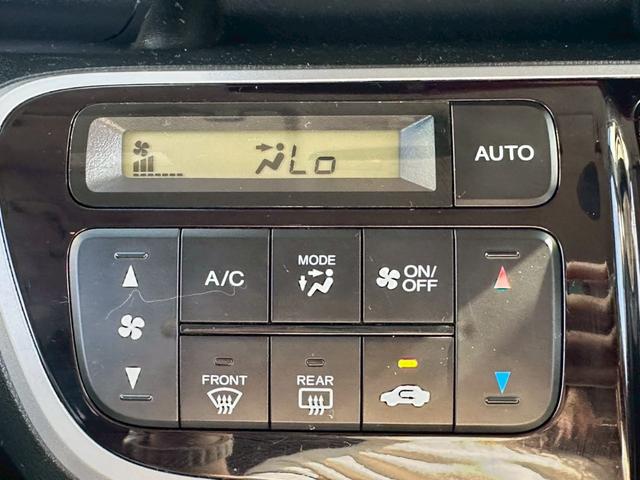 Lo
AUTO
A/C
MODE
ON/
OFF
FRONT
REAR